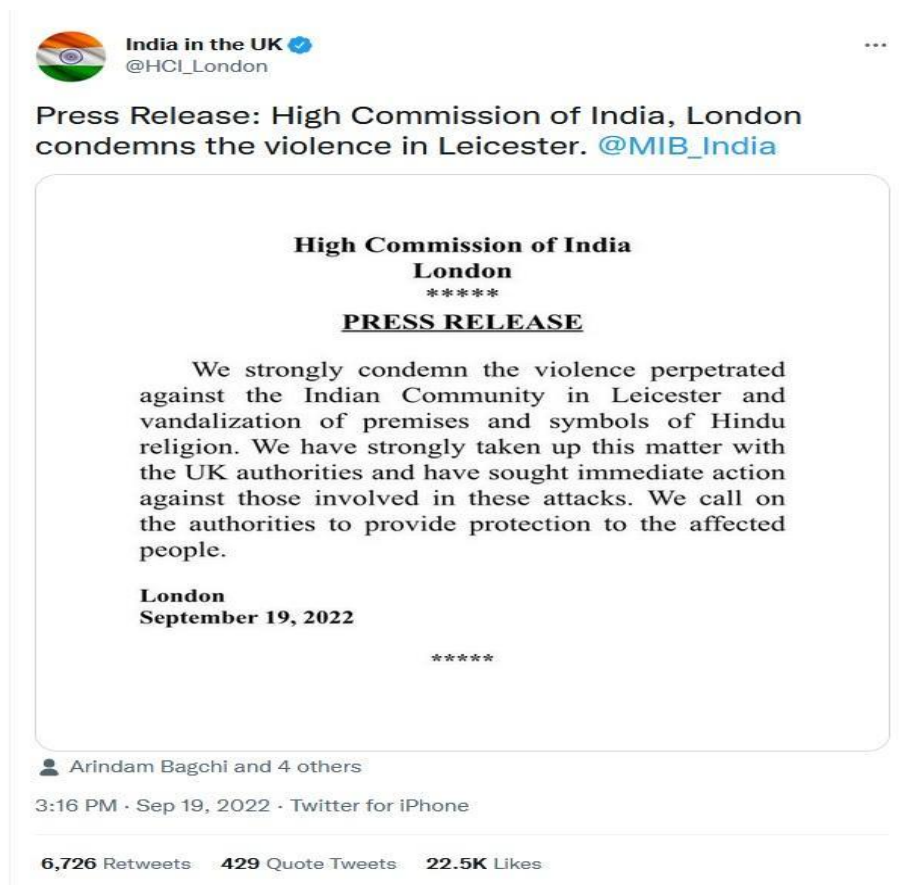 India in the UK
@HCI_London
Press Release: High Commission of India, London
condemns the violence in Leicester. @MIB_India
High Commission of India
London
*****
PRESS RELEASE
We strongly condemn the violence perpetrated
against the Indian Community in Leicester and
vandalization of premises and symbols of Hindu
religion. We have strongly taken up this matter with
the UK authorities and have sought immediate action
against those involved in these attacks. We call on
the authorities to provide protection to the affected
people.
London
September 19, 2022
*****
Arindam Bagchi and 4 others
3:16 PM · Sep 19, 2022 · Twitter for iPhone
6,726 Retweets 429 Quote Tweets 22.5K Likes